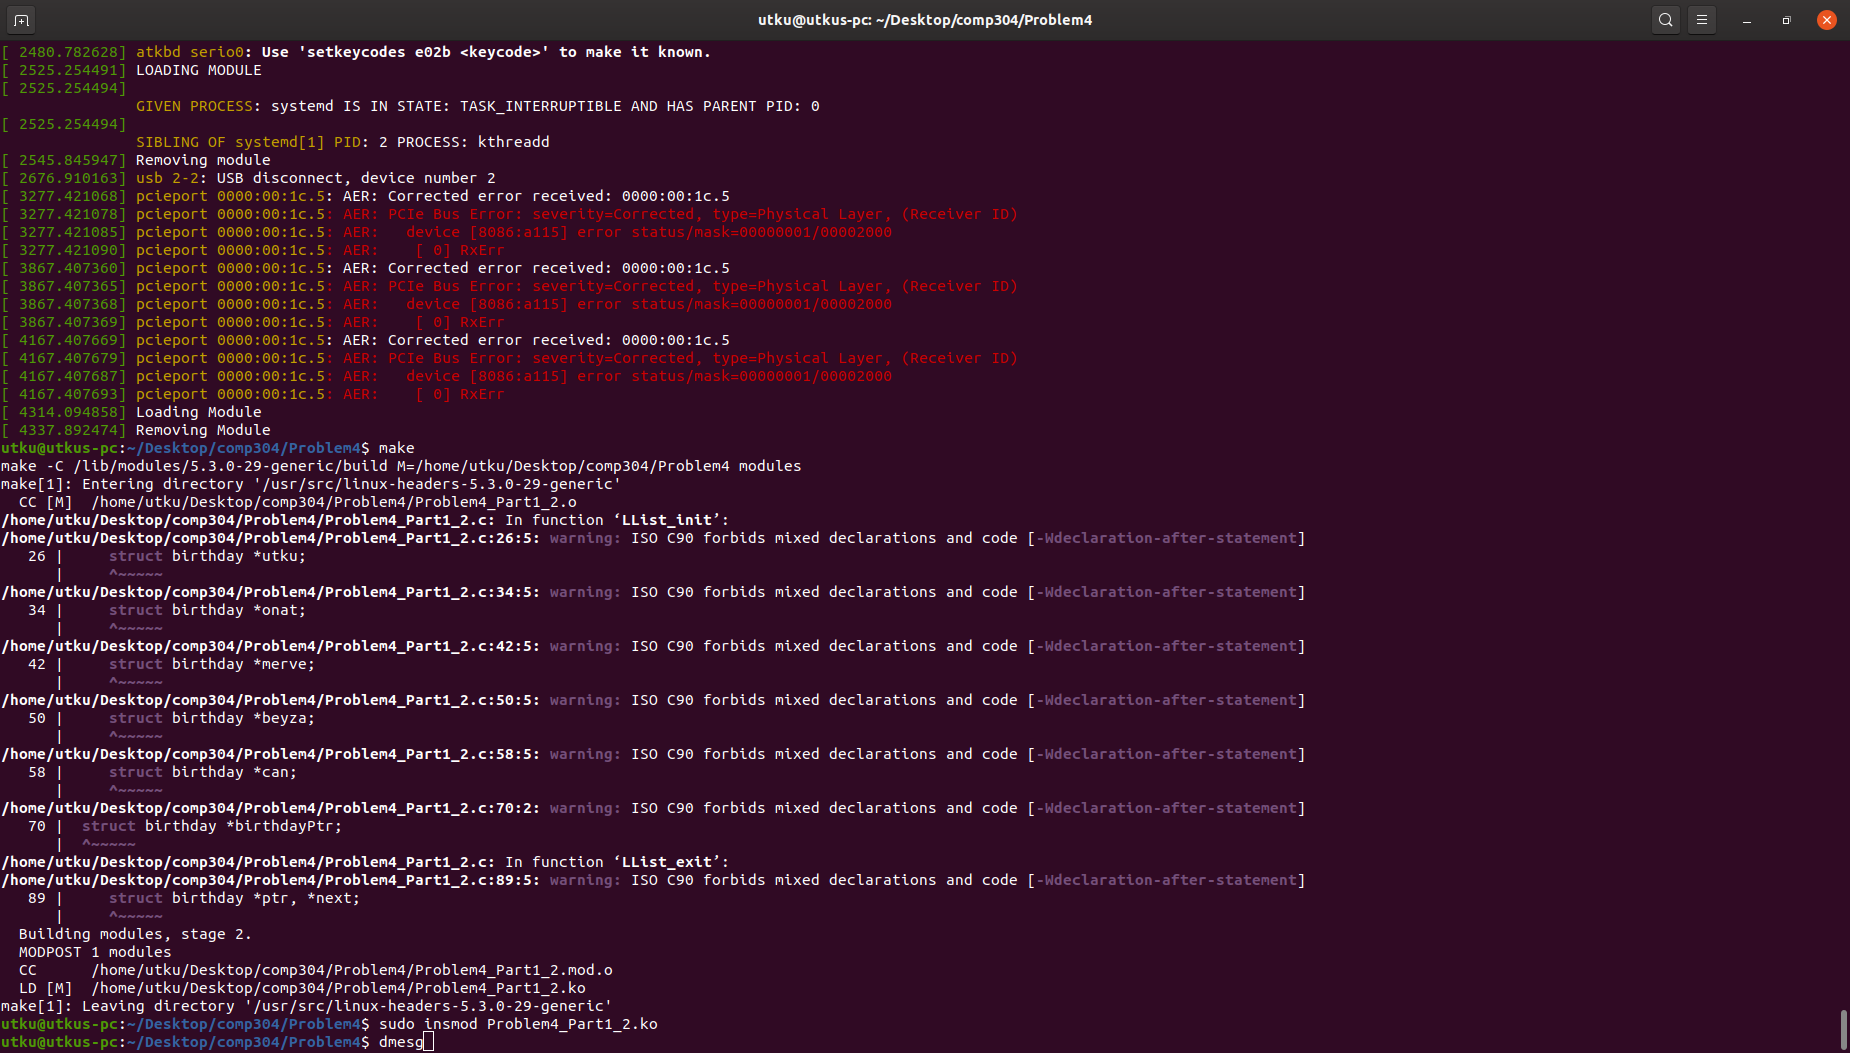 utku@utkus-pc: ~/Desktop/comp304/Problem4
[ 2480.782628] atkbd serio0: Use 'setkeycodes e02b <keycode>' to make it known.
[ 2525.254491] LOADING MODULE
[ 2525.254494]
GIVEN PROCESS: systemd IS IN STATE: TASK_INTERRUPTIBLE AND HAS PARENT PID: 0
[ 2525.254494]
SIBLING OF systemd[1] PID: 2 PROCESS: kthreadd
[ 2545.845947] Removing module
[ 2676.910163] usb 2-2: USB disconnect, device number 2
[ 3277.421068] pcieport 0000:00:1c.5: AER: Corrected error received: 0000:00:1c.5
[ 3277.421078] pcieport 0000:00:1c.5: AER: PCIe Bus Error: severity=Corrected, type=Physical Layer, (Receiver ID)
[ 3277.421085] pcieport 0000:00:1c.5: AER:   device [8086:a115] error status/mask=00000001/00002000
[ 3277.421090] pcieport 0000:00:1c.5: AER:    [ 0] RxErr
[ 3867.407360] pcieport 0000:00:1c.5: AER: Corrected error received: 0000:00:1c.5
[ 3867.407365] pcieport 0000:00:1c.5: AER: PCIe Bus Error: severity=Corrected, type=Physical Layer, (Receiver ID)
[ 3867.407368] pcieport 0000:00:1c.5: AER:   device [8086:a115] error status/mask=00000001/00002000
[ 3867.407369] pcieport 0000:00:1c.5: AER:    [ 0] RxErr
[ 4167.407669] pcieport 0000:00:1c.5: AER: Corrected error received: 0000:00:1c.5
[ 4167.407679] pcieport 0000:00:1c.5: AER: PCIe Bus Error: severity=Corrected, type=Physical Layer, (Receiver ID)
[ 4167.407687] pcieport 0000:00:1c.5: AER:   device [8086:a115] error status/mask=00000001/00002000
[ 4167.407693] pcieport 0000:00:1c.5: AER:    [ 0] RxErr
[ 4314.094858] Loading Module
[ 4337.892474] Removing Module
utku@utkus-pc:~/Desktop/comp304/Problem4$ make
make -C /lib/modules/5.3.0-29-generic/build M=/home/utku/Desktop/comp304/Problem4 modules
make[1]: Entering directory '/usr/src/linux-headers-5.3.0-29-generic'
  CC [M]  /home/utku/Desktop/comp304/Problem4/Problem4_Part1_2.o
/home/utku/Desktop/comp304/Problem4/Problem4_Part1_2.c: In function ‘LList_init’:
/home/utku/Desktop/comp304/Problem4/Problem4_Part1_2.c:26:5: warning: ISO C90 forbids mixed declarations and code [-Wdeclaration-after-statement]
   26 |     struct birthday *utku;
      |     ^~~~~~
/home/utku/Desktop/comp304/Problem4/Problem4_Part1_2.c:34:5: warning: ISO C90 forbids mixed declarations and code [-Wdeclaration-after-statement]
   34 |     struct birthday *onat;
      |     ^~~~~~
/home/utku/Desktop/comp304/Problem4/Problem4_Part1_2.c:42:5: warning: ISO C90 forbids mixed declarations and code [-Wdeclaration-after-statement]
   42 |     struct birthday *merve;
      |     ^~~~~~
/home/utku/Desktop/comp304/Problem4/Problem4_Part1_2.c:50:5: warning: ISO C90 forbids mixed declarations and code [-Wdeclaration-after-statement]
   50 |     struct birthday *beyza;
      |     ^~~~~~
/home/utku/Desktop/comp304/Problem4/Problem4_Part1_2.c:58:5: warning: ISO C90 forbids mixed declarations and code [-Wdeclaration-after-statement]
   58 |     struct birthday *can;
      |     ^~~~~~
/home/utku/Desktop/comp304/Problem4/Problem4_Part1_2.c:70:2: warning: ISO C90 forbids mixed declarations and code [-Wdeclaration-after-statement]
   70 |  struct birthday *birthdayPtr;
      |  ^~~~~~
/home/utku/Desktop/comp304/Problem4/Problem4_Part1_2.c: In function ‘LList_exit’:
/home/utku/Desktop/comp304/Problem4/Problem4_Part1_2.c:89:5: warning: ISO C90 forbids mixed declarations and code [-Wdeclaration-after-statement]
   89 |     struct birthday *ptr, *next;
      |     ^~~~~~
  Building modules, stage 2.
  MODPOST 1 modules
  CC      /home/utku/Desktop/comp304/Problem4/Problem4_Part1_2.mod.o
  LD [M]  /home/utku/Desktop/comp304/Problem4/Problem4_Part1_2.ko
make[1]: Leaving directory '/usr/src/linux-headers-5.3.0-29-generic'
utku@utkus-pc:~/Desktop/comp304/Problem4$ sudo insmod Problem4_Part1_2.ko
utku@utkus-pc:~/Desktop/comp304/Problem4$ dmesg